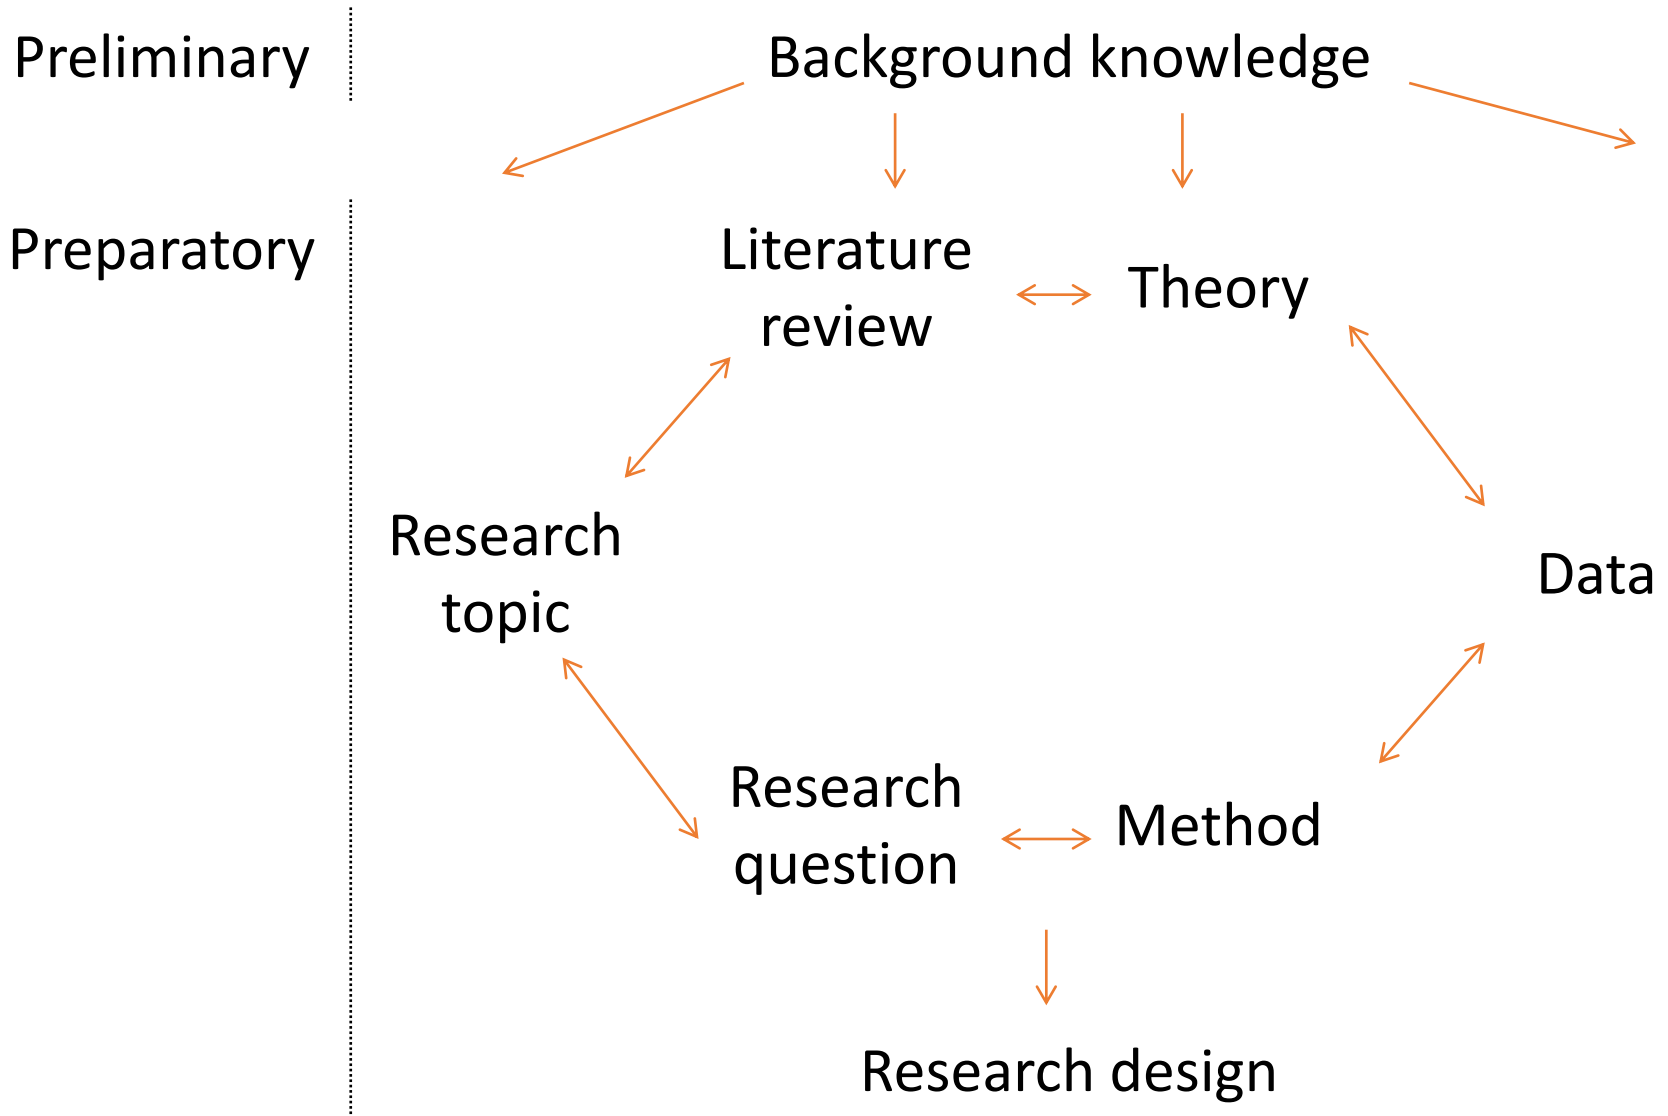 Preliminary
Background knowledge
Preparatory
Literature
review
Theory
Research
topic
Data
Research
question
Method
Research design